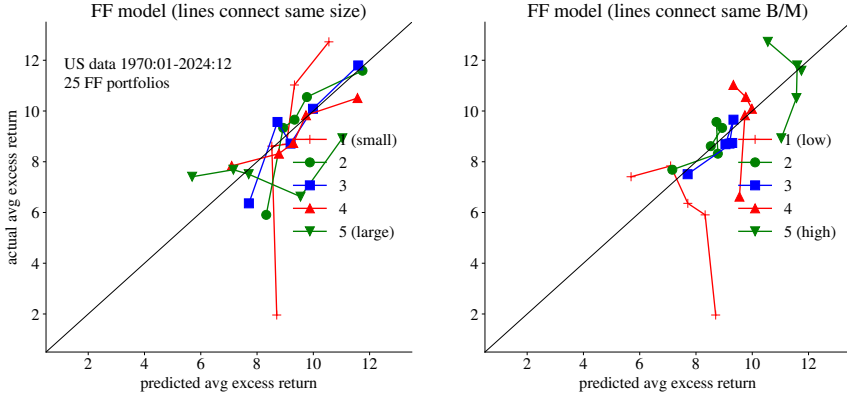 FF model (lines connect same size)
US data 1970:01-2024:12
25 FF portfolios
12
10
8
6
4
2
actual avg excess return
1 (small)
2
3
4
5 (large)
2
4
6
8
10
12
predicted avg excess return
FF model (lines connect same B/M)
12
10
8
6
4
2
1 (low)
2
3
4
5 (high)
2
4
6
8
10
12
predicted avg excess return